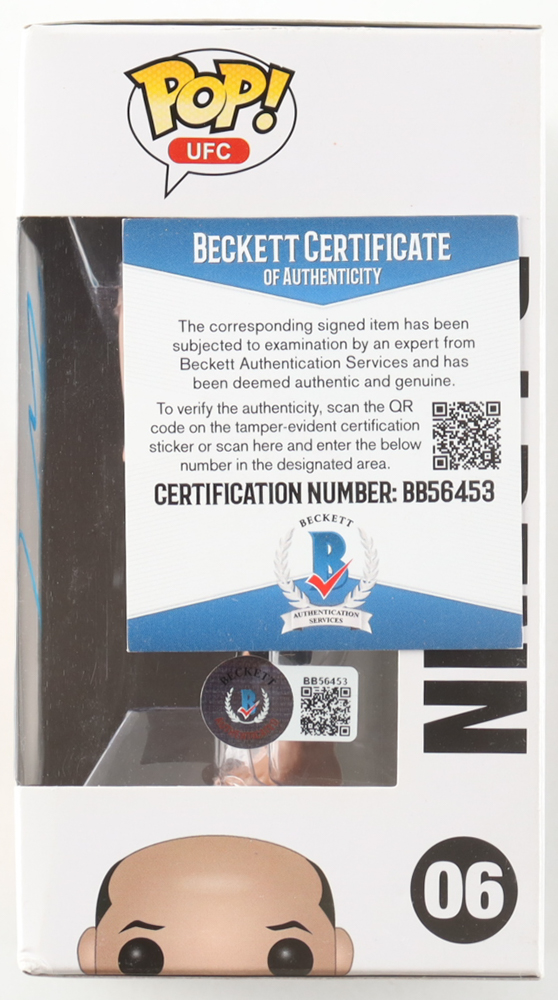 POP!
UFC
BECKETT CERTIFICATE
OF AUTHENTICITY
The corresponding signed item has been
subjected to examination by an expert from
Beckett Authentication Services and has
been deemed authentic and genuine.
To verify the authenticity, scan the QR
code on the tamper-evident certification
sticker or scan here and enter the below
number in the designated area.
CERTIFICATION NUMBER: BB56453
BECKETT
B
AUTHENTICATION
SERVICES
BECKETT
B
BB56453
N
06